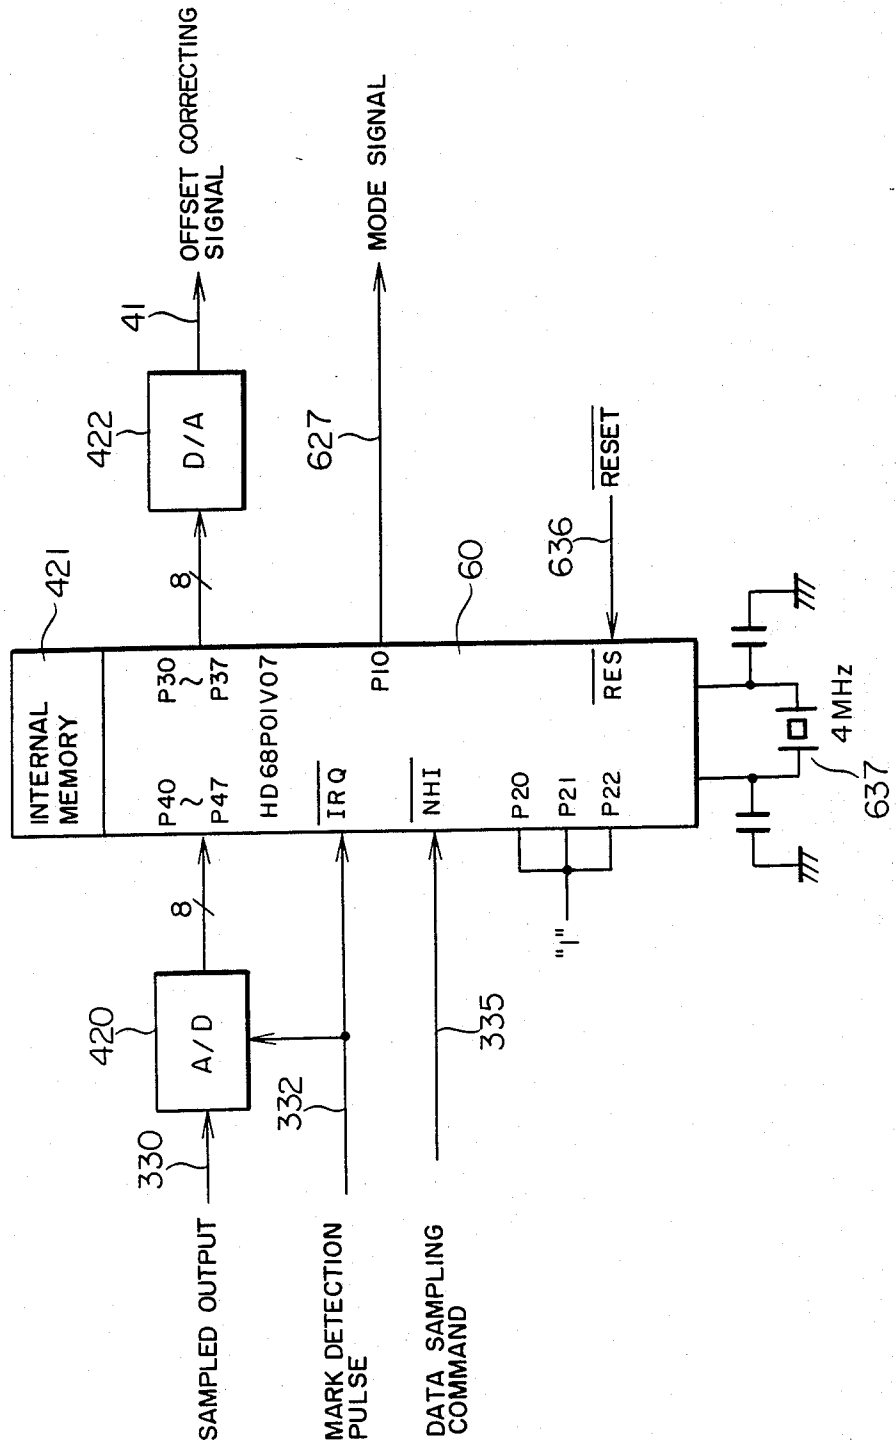 OFFSET CORRECTING
SIGNAL
41
422
D/A
8
MODE SIGNAL
627
421
INTERNAL
MEMORY
P30
~
P37
P40
~
P47
HD68P01V07
P10
60
IRQ
NHI
RES
RESET
636
P20
P21
P22
"1"
4MHz
637
8
420
A/D
330
332
335
SAMPLED OUTPUT
MARK DETECTION
PULSE
DATA SAMPLING
COMMAND